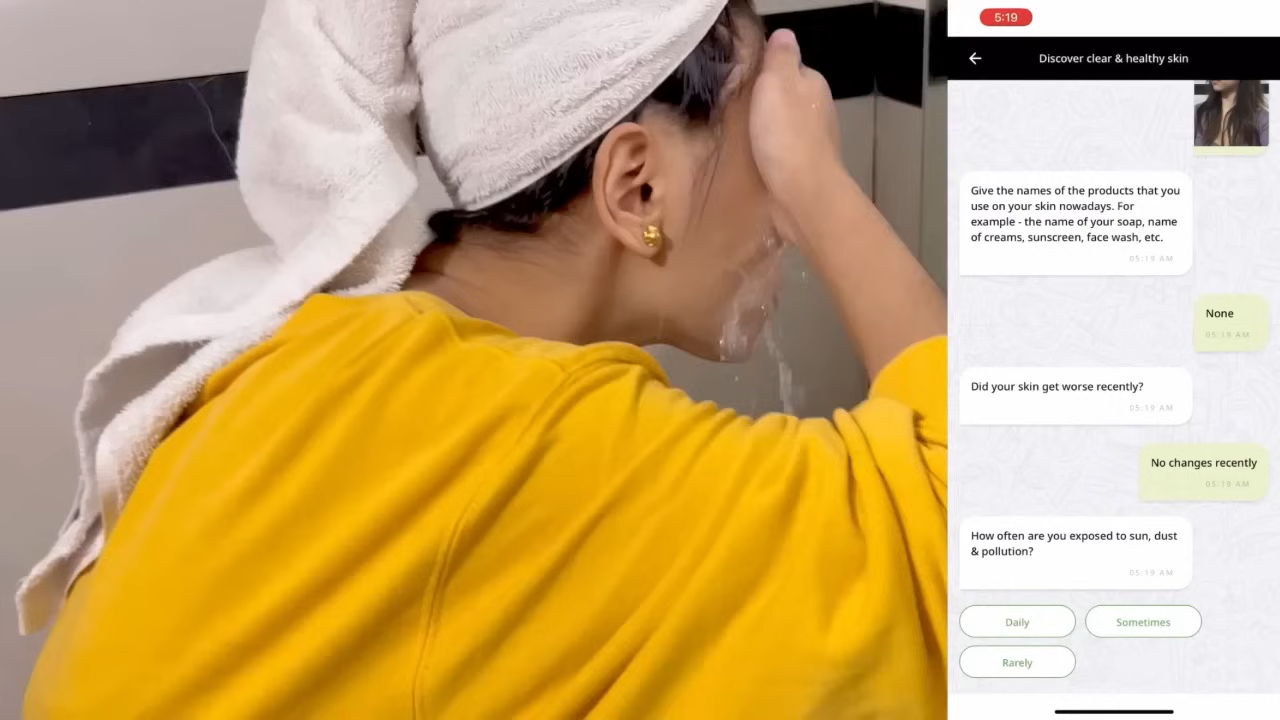 5:19
Discover clear & healthy skin
Give the names of the products that you
use on your skin nowadays. For
example - the name of your soap, name
of creams, sunscreen, face wash, etc.
05:19 AM
None
05:19 AM
Did your skin get worse recently?
05:19 AM
No changes recently
05:19 AM
How often are you exposed to sun, dust
& pollution?
05:19 AM
Daily
Sometimes
Rarely